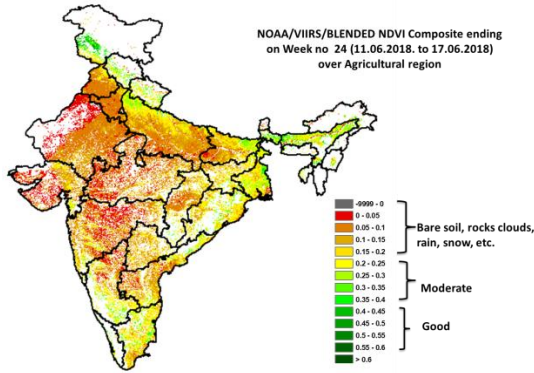 NOAA/VIIRS/BLENDED NDVI Composite ending
on Week no 24 (11.06.2018. to 17.06.2018)
over Agricultural region
-9999 - 0
0 - 0.05
0.05 - 0.1
0.1 - 0.15
0.15 - 0.2
0.2 - 0.25
0.25 - 0.3
0.3 - 0.35
0.35 - 0.4
0.4 - 0.45
0.45 - 0.5
0.5 - 0.55
0.55 - 0.6
> 0.6
Bare soil, rocks clouds,
rain, snow, etc.
Moderate
Good